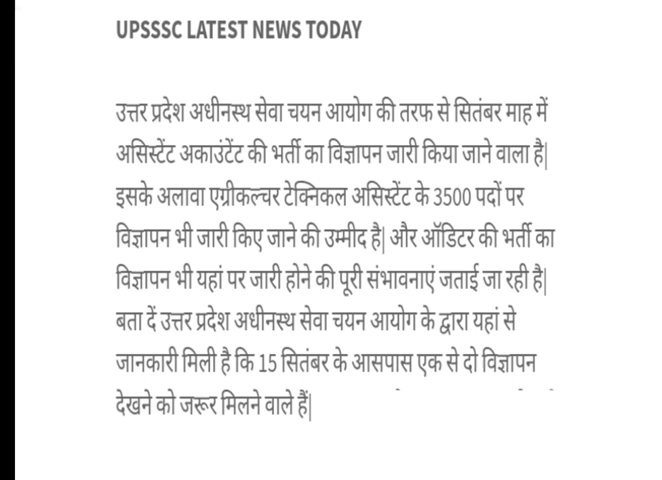 UPSSSC LATEST NEWS TODAY
उत्तर प्रदेश अधीनस्थ सेवा चयन आयोग की तरफ से सितंबर माह में
असिस्टेंट अकाउंटेंट की भर्ती का विज्ञापन जारी किया जाने वाला है|
इसके अलावा एग्रीकल्चर टेक्निकल असिस्टेंट के 3500 पदों पर
विज्ञापन भी जारी किए जाने की उम्मीद है| और ऑडिटर की भर्ती का
विज्ञापन भी यहां पर जारी होने की पूरी संभावनाएं जताई जा रही है|
बता दें उत्तर प्रदेश अधीनस्थ सेवा चयन आयोग के द्वारा यहां से
जानकारी मिली है कि 15 सितंबर के आसपास एक से दो विज्ञापन
देखने को जरूर मिलने वाले हैं|